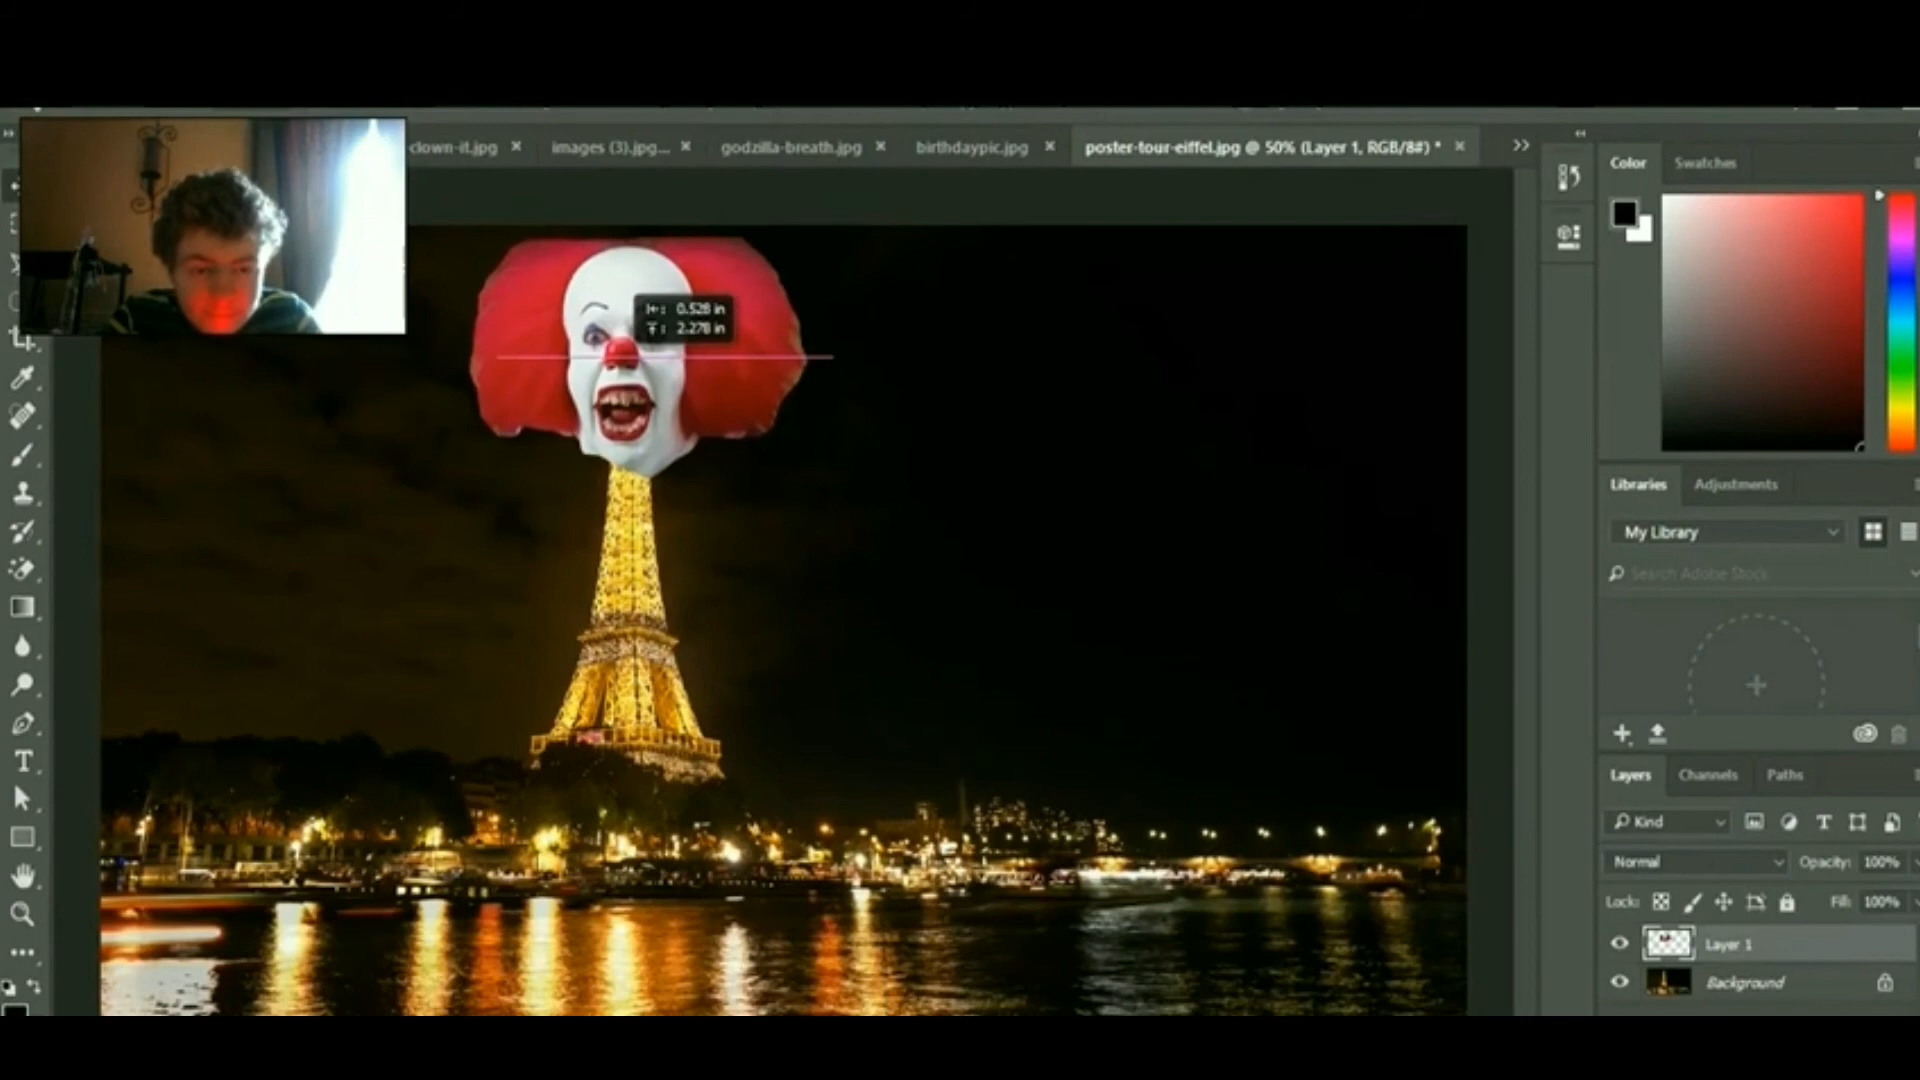 clown-it.jpg
images (3).jpg...
godzilla-breath.jpg
birthdaypic.jpg
poster-tour-eiffel.jpg @ 50% (Layer 1, RGB/8#) *
Color
Swatches
0.528 in
2.278 in
Libraries
Adjustments
My Library
Search Adobe Stock
Layers
Channels
Paths
Kind
Normal
Opacity: 100%
Lock:
Fill: 100%
Layer 1
Background